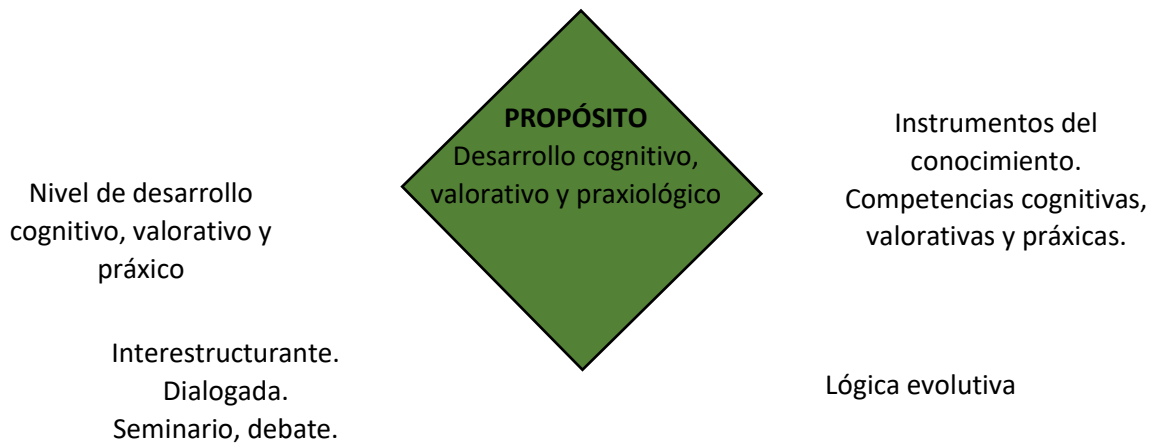 PROPÓSITO
Desarrollo cognitivo,
valorativo y praxiológico
Instrumentos del
conocimiento.
Competencias cognitivas,
valorativas y práxicas.
Nivel de desarrollo
cognitivo, valorativo y
práxico
Interestructurante.
Dialogada.
Seminario, debate.
Lógica evolutiva